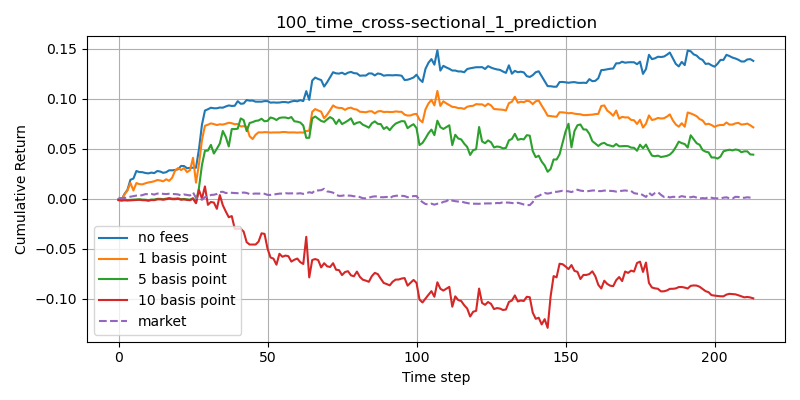 100_time_cross-sectional_1_prediction
Cumulative Return
0.15
0.10
0.05
0.00
−0.05
−0.10
no fees
1 basis point
5 basis point
10 basis point
market
0 50 100 150 200
Time step